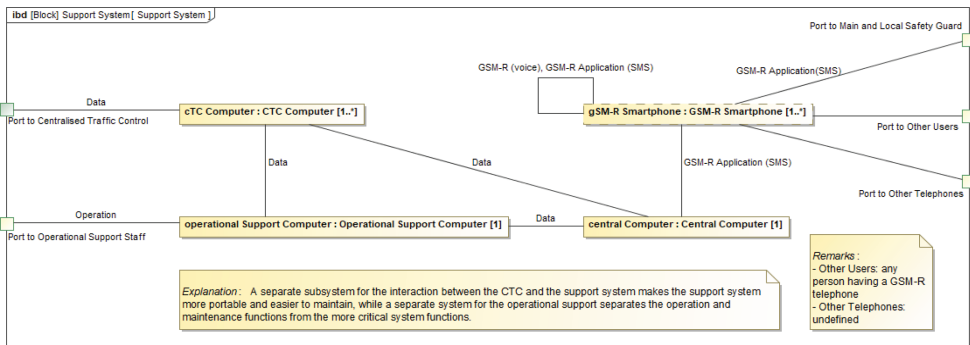 ibd [Block] Support System[ Support System ]
Port to Main and Local Safety Guard
GSM-R (voice), GSM-R Application (SMS)
GSM-R Application(SMS)
Data
cTC Computer : CTC Computer [1..*]
gSM-R Smartphone : GSM-R Smartphone [1..*]
Port to Centralised Traffic Control
Port to Other Users
Data
Data
GSM-R Application (SMS)
Port to Other Telephones
Operation
operational Support Computer : Operational Support Computer [1]
Data
central Computer : Central Computer [1]
Port to Operational Support Staff
Explanation : A separate subsystem for the interaction between the CTC and the support system makes the support system
more portable and easier to maintain, while a separate system for the operational support separates the operation and
maintenance functions from the more critical system functions.
Remarks :
- Other Users: any
person having a GSM-R
telephone
- Other Telephones:
undefined